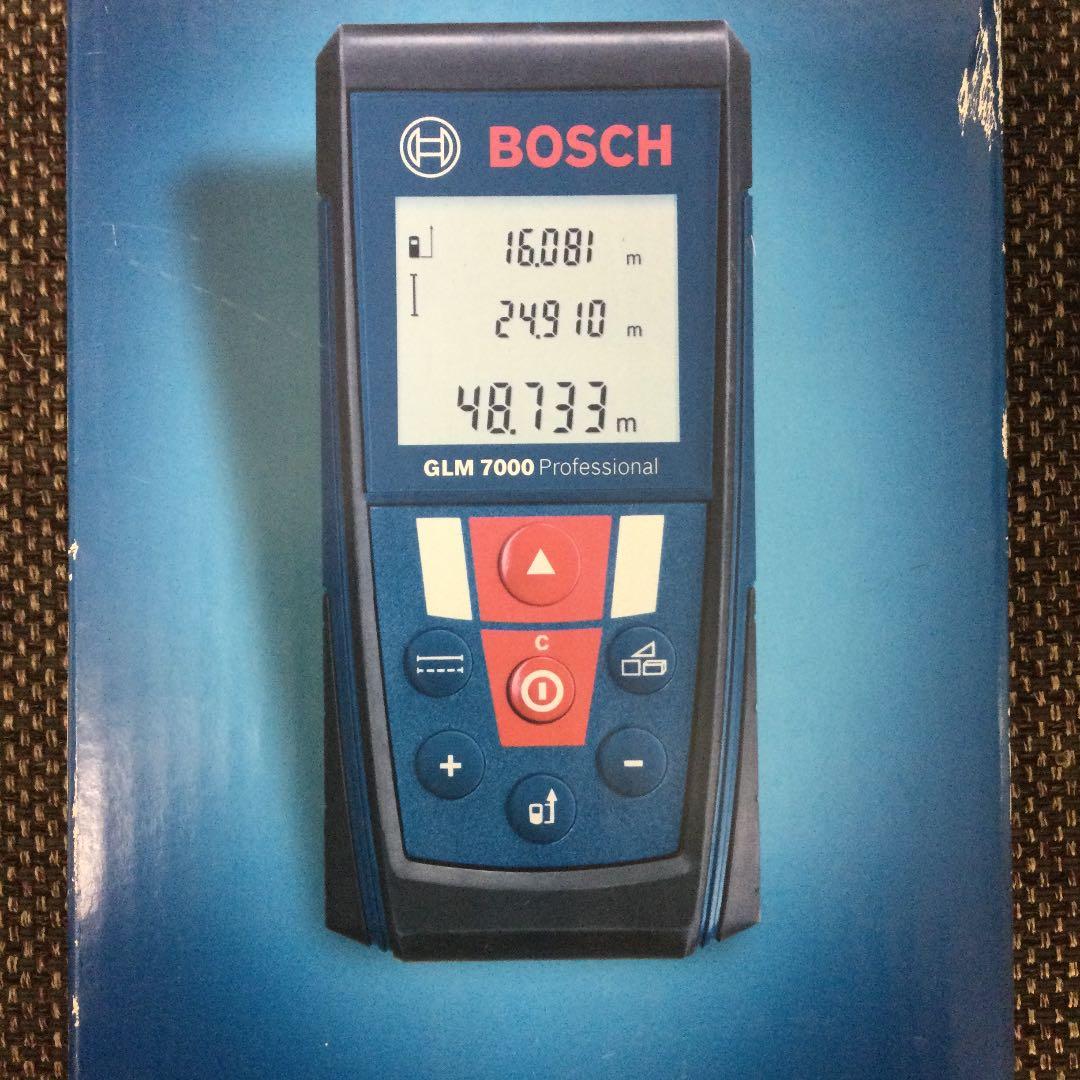 BOSCH
16.081 m
24.910 m
48.733 m
GLM 7000 Professional
C
+
−